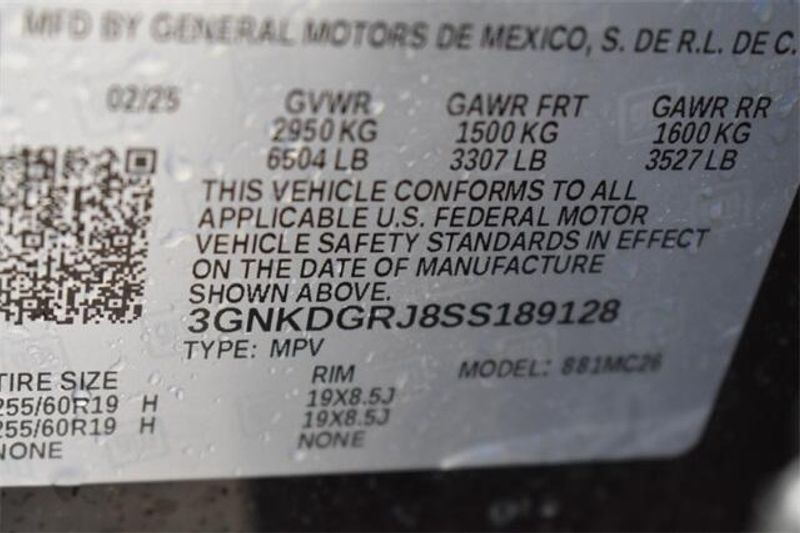 MFD BY GENERAL MOTORS DE MEXICO, S. DE R.L. DE C.
02/25 GVWR GAWR FRT GAWR RR
2950 KG 1500 KG 1600 KG
6504 LB 3307 LB 3527 LB
THIS VEHICLE CONFORMS TO ALL
APPLICABLE U.S. FEDERAL MOTOR
VEHICLE SAFETY STANDARDS IN EFFECT
ON THE DATE OF MANUFACTURE
SHOWN ABOVE.
3GNKDGRJ8SS189128
TYPE: MPV
TIRE SIZE RIM MODEL: 881MC26
255/60R19 H 19X8.5J
255/60R19 H 19X8.5J
NONE NONE